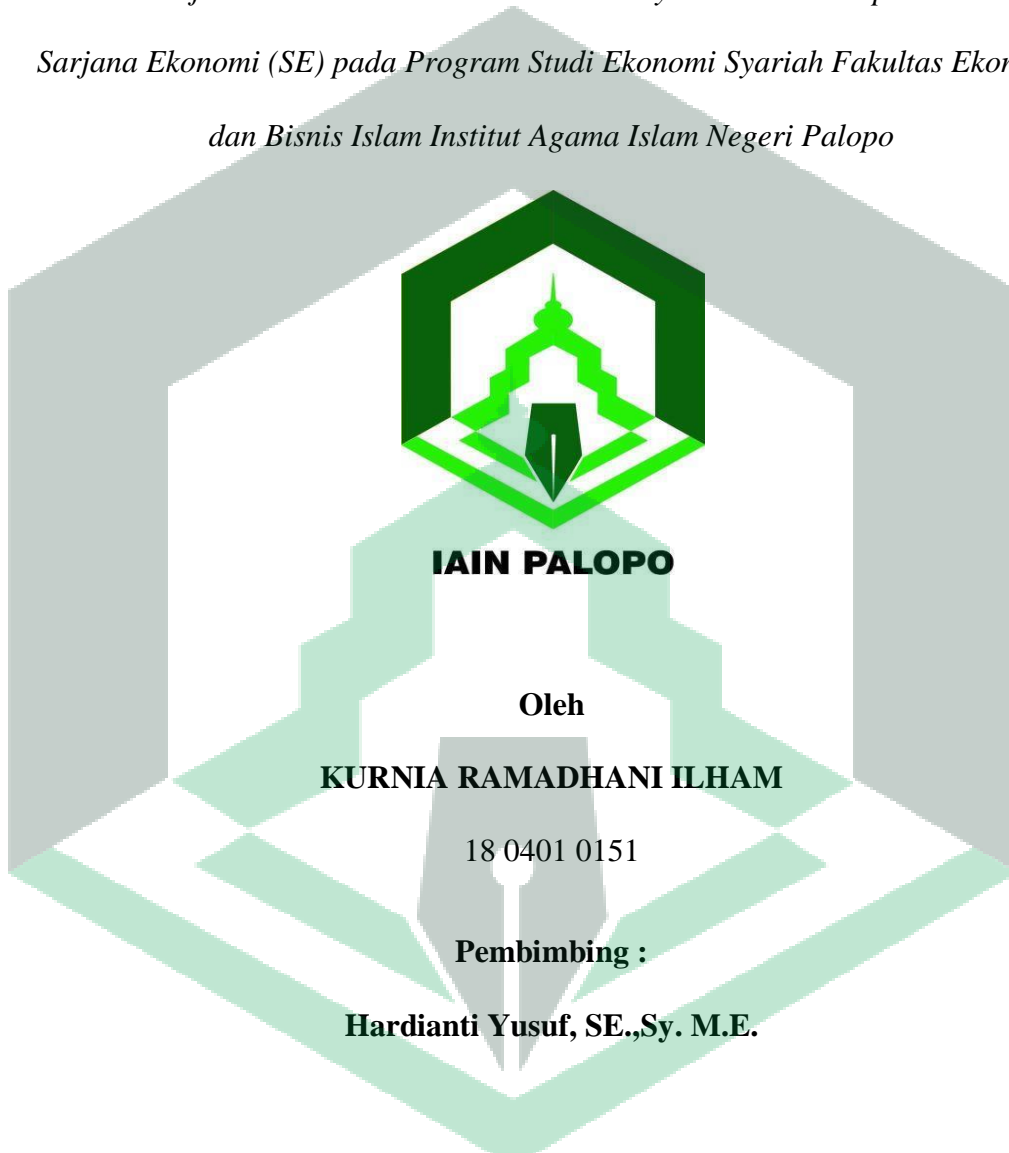 Sarjana Ekonomi (SE) pada Program Studi Ekonomi Syariah Fakultas
dan Bisnis Islam Institut Agama Islam Negeri Palopo
IAIN PALOPO
Oleh
KURNIA RAMADHANI ILHAM
18 0401 0151
Pembimbing :
Hardianti Yusuf, SE.,Sy. M.E.